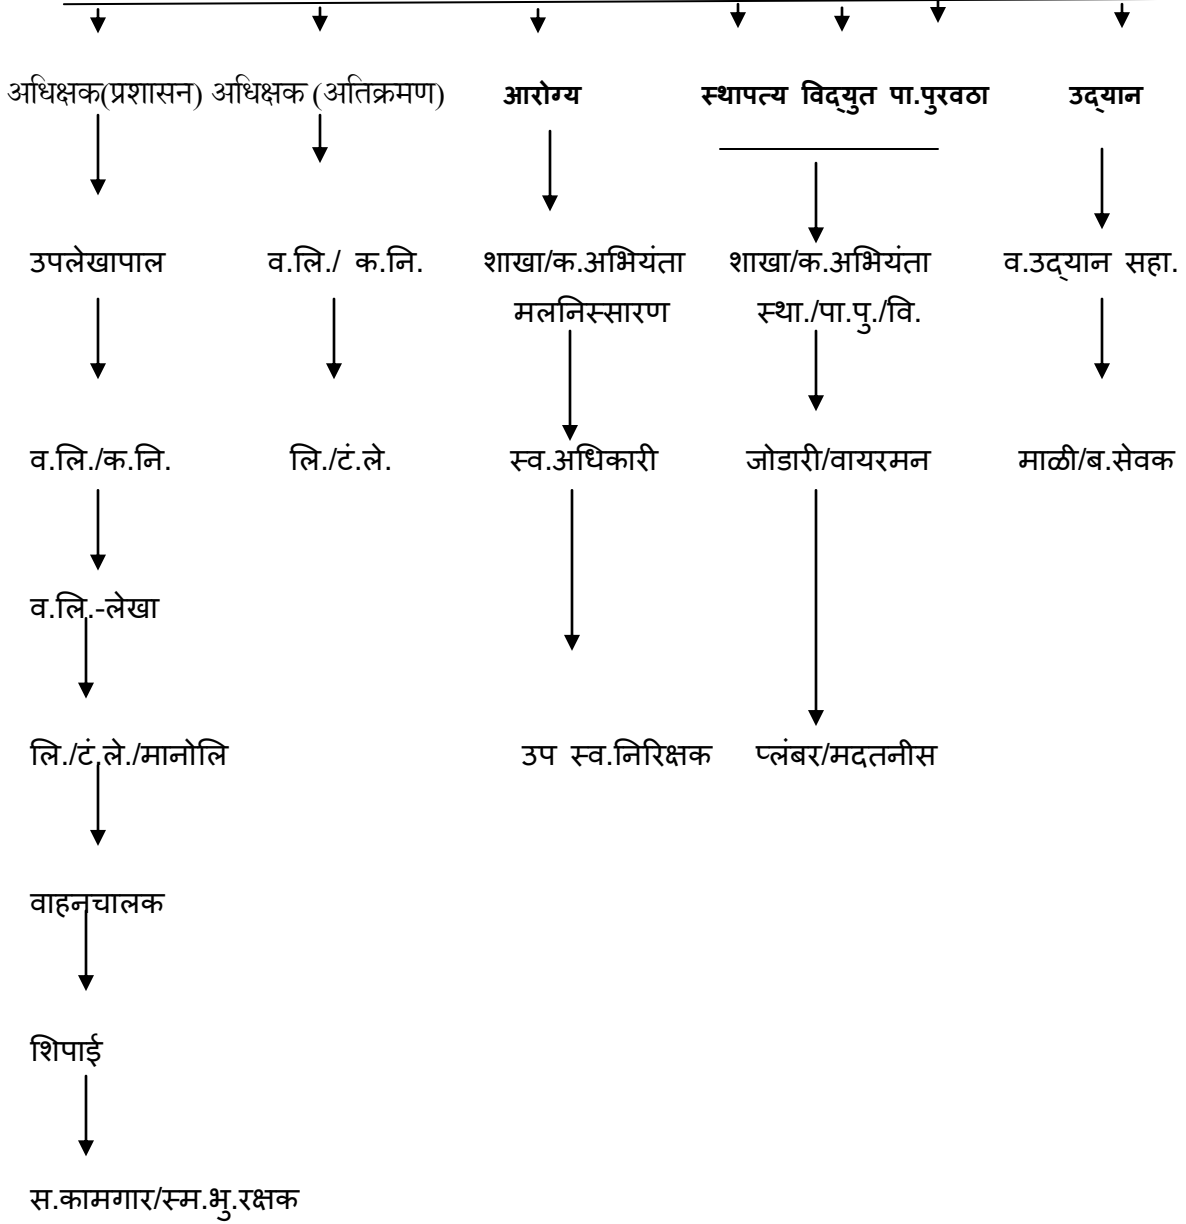 अधिक्षक(प्रशासन) अधिक्षक (अतिक्रमण) आरोग्य स्थापत्य विद्युत पा.पुरवठा उद्यान
उपलेखापाल व.लि./ क.नि. शाखा/क.अभियंता शाखा/क.अभियंता व.उद्यान सहा.
मलनिस्सारण स्था./पा.पु./वि.
व.लि./क.नि. लि./टं.ले. स्व.अधिकारी जोडारी/वायरमन माळी/ब.सेवक
व.लि.-लेखा
लि./टं.ले./मानोलि उप स्व.निरिक्षक प्लंबर/मदतनीस
वाहनचालक
शिपाई
स.कामगार/स्म.भु.रक्षक